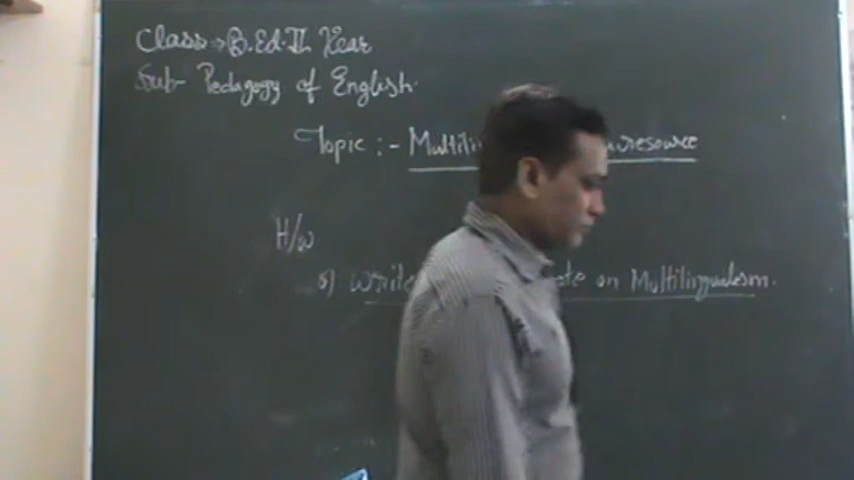 Class → B.Ed. II Year
Sub- Pedagogy of English.
Topic :- Multili resource
H/w
Write on Multilingualism.